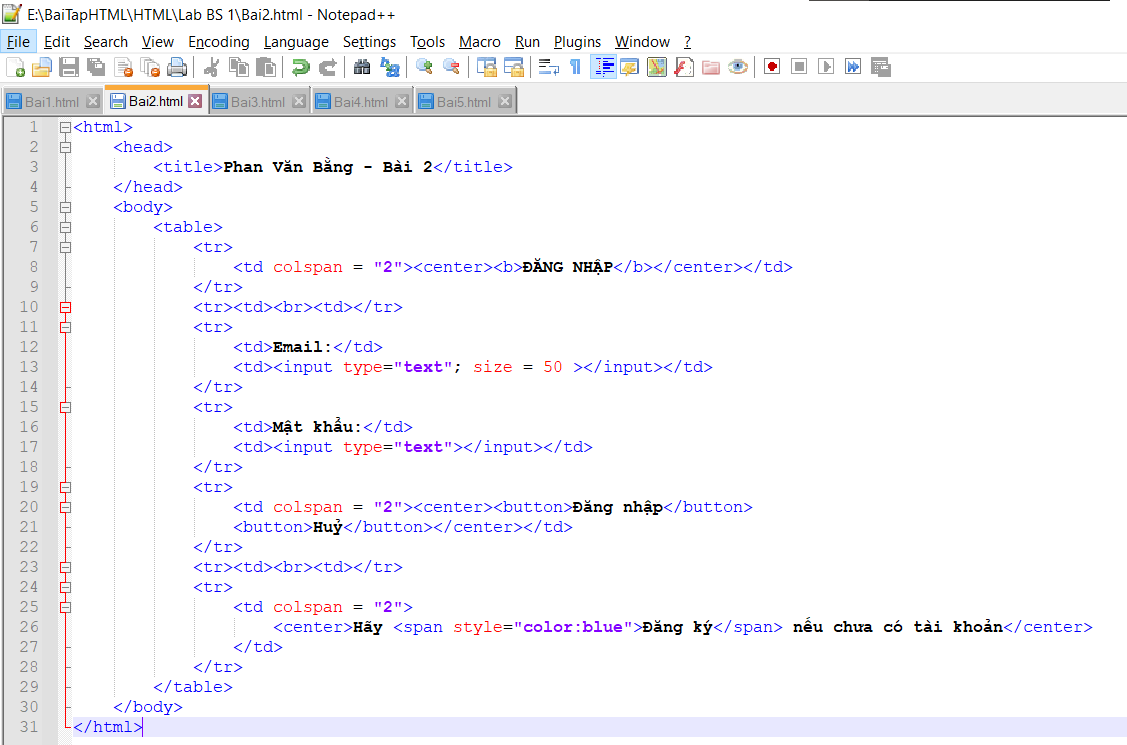 E:\BaiTapHTML\HTML\Lab BS 1\Bai2.html - Notepad++
File Edit Search View Encoding Language Settings Tools Macro Run Plugins Window ?
Bai1.html Bai2.html Bai3.html Bai4.html Bai5.html
1 <html>
2 <head>
3 <title>Phan Văn Bằng - Bài 2</title>
4 </head>
5 <body>
6 <table>
7 <tr>
8 <td colspan = "2"><center><b>ĐĂNG NHẬP</b></center></td>
9 </tr>
10 <tr><td><br><td></tr>
11 <tr>
12 <td>Email:</td>
13 <td><input type="text"; size = 50 ></input></td>
14 </tr>
15 <tr>
16 <td>Mật khẩu:</td>
17 <td><input type="text"></input></td>
18 </tr>
19 <tr>
20 <td colspan = "2"><center><button>Đăng nhập</button>
21 <button>Huỷ</button></center></td>
22 </tr>
23 <tr><td><br><td></tr>
24 <tr>
25 <td colspan = "2">
26 <center>Hãy <span style="color:blue">Đăng ký</span> nếu chưa có tài khoản</center>
27 </td>
28 </tr>
29 </table>
30 </body>
31 </html>